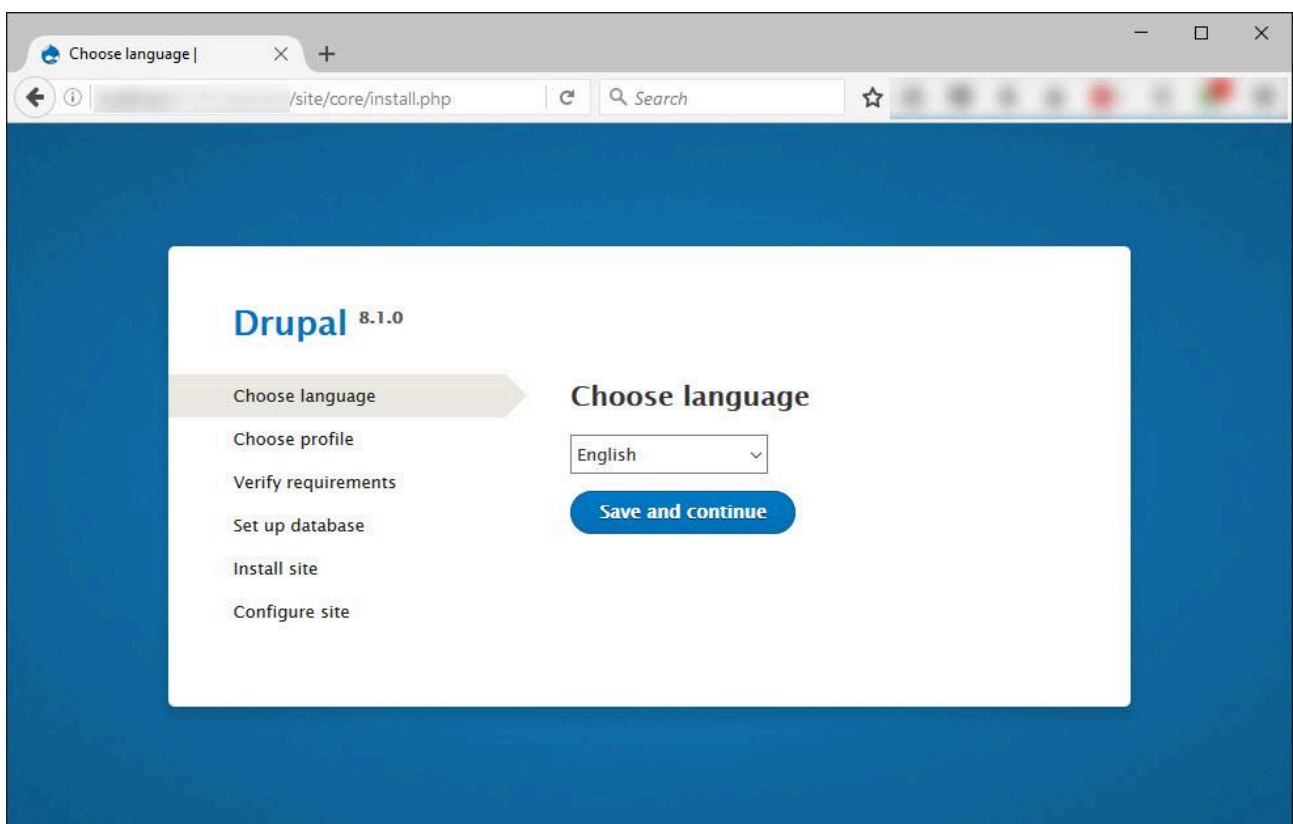 Choose language |
/site/core/install.php
Search
Drupal 8.1.0
Choose language
Choose profile
Verify requirements
Set up database
Install site
Configure site
Choose language
English
Save and continue